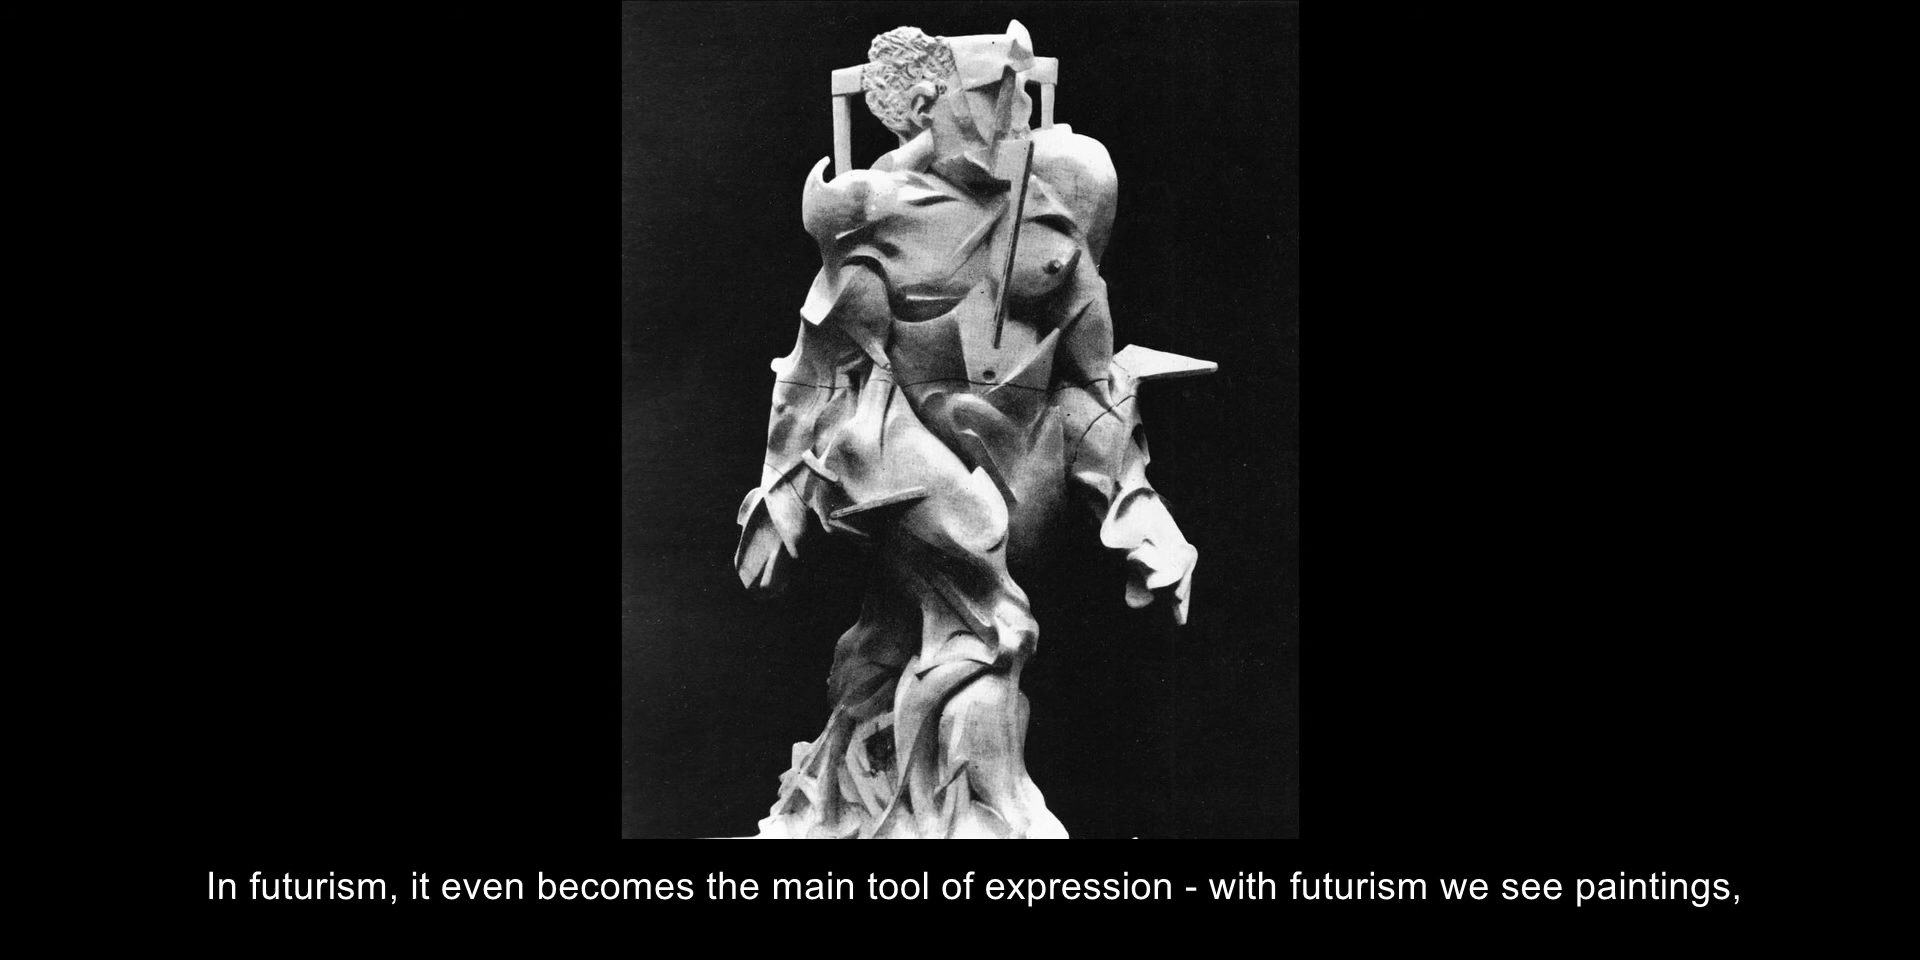 In futurism, it even becomes the main tool of expression - with futurism we see paintings,